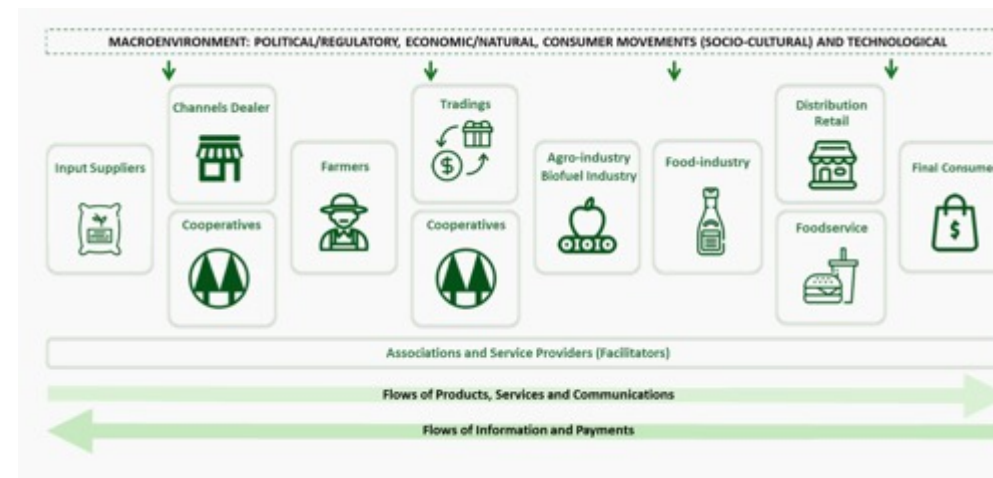 MACROENVIRONMENT: POLITICAL/REGULATORY, ECONOMIC/NATURAL, CONSUMER MOVEMENTS (SOCIO-CULTURAL) AND TECHNOLOGICAL
Input Suppliers
Channels Dealer
Cooperatives
Farmers
Tradings
$
Cooperatives
Agro-industry
Biofuel Industry
Food-industry
Distribution
Retail
Foodservice
Final Consume
$
Associations and Service Providers (Facilitators)
Flows of Products, Services and Communications
Flows of Information and Payments